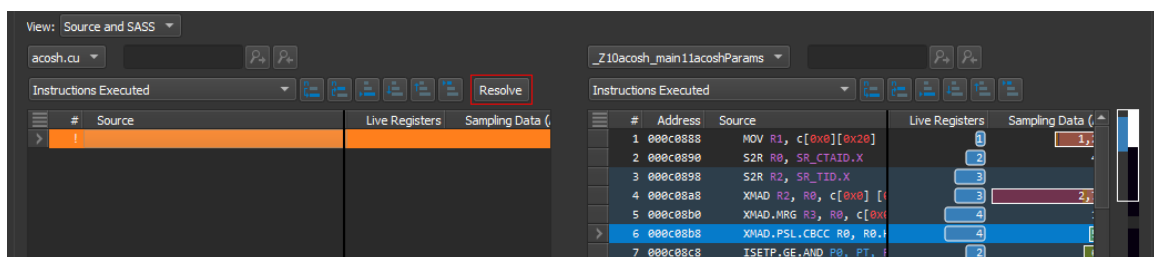 View: Source and SASS
acosh.cu
_Z10acosh_main11acoshParams
Instructions Executed
Resolve
Instructions Executed
# Source Live Registers Sampling Data (
!
# Address Source Live Registers Sampling Data (
1 000c0888 MOV R1, c[0x0][0x20] 1 1,
2 000c0890 S2R R0, SR_CTAID.X 2
3 000c0898 S2R R2, SR_TID.X 3
4 000c08a8 XMAD R2, R0, c[0x0] [ 3 2,
5 000c08b0 XMAD.MRG R3, R0, c[0x 4
6 000c08b8 XMAD.PSL.CBCC R0, R0. 4
7 000c08c8 ISETP.GE.AND P0, PT, 2